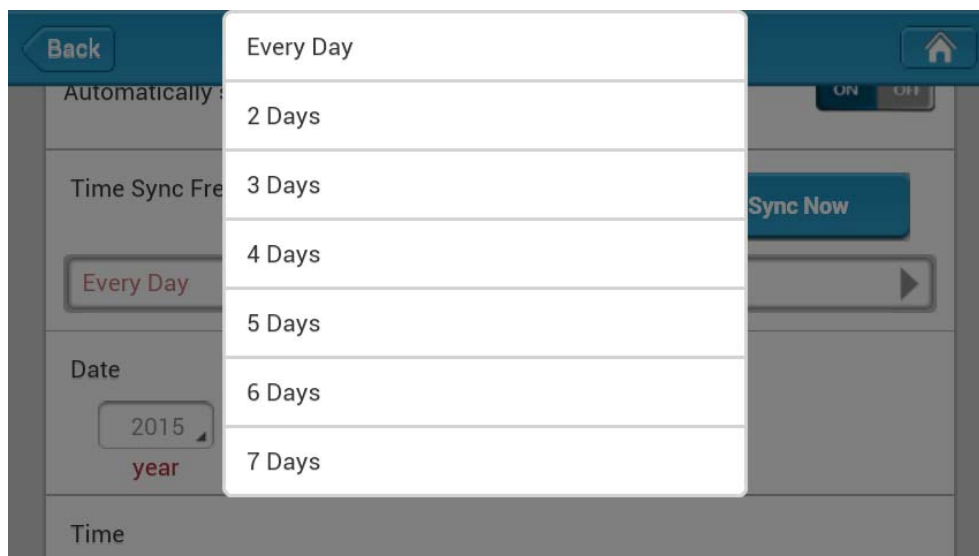 Back
Every Day
Automatically
ON OFF
2 Days
Time Sync Fre
3 Days
Sync Now
4 Days
Every Day
5 Days
Date
6 Days
2015
year
7 Days
Time